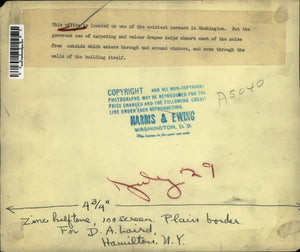 This office is located on one of the noisiest corners in Washington. But the
generous use of carpeting and velour drapes helps absorb much of the noise
from outside which enters through and around windows, and even through the
walls of the building itself.
COPYRIGHT AND ALL NON-COPYRIGHT
PHOTOGRAPHS MAY BE REPRODUCED FOR THE
PRICE CHARGED AND THE FOLLOWING CREDIT
LINE
HARRIS & EWING
WASHINGTON, D. C.
A5040
July 29
4 3/4"
Zinc halftone, 100 screen. Plain border.
For D. A. Laird,
Hamilton, N.Y.